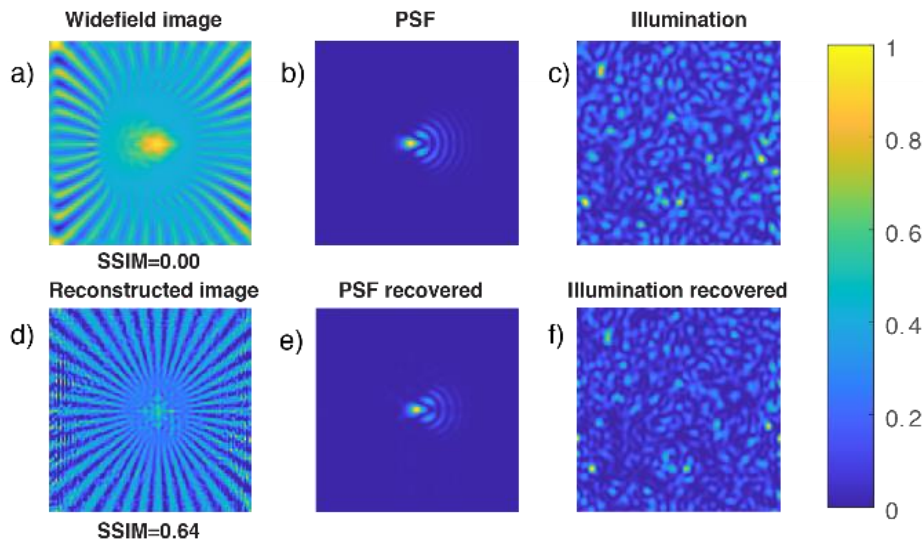 Widefield image PSF Illumination
a) b) c)
SSIM=0.00
Reconstructed image PSF recovered Illumination recovered
d) e) f)
SSIM=0.64
1
0.8
0.6
0.4
0.2
0